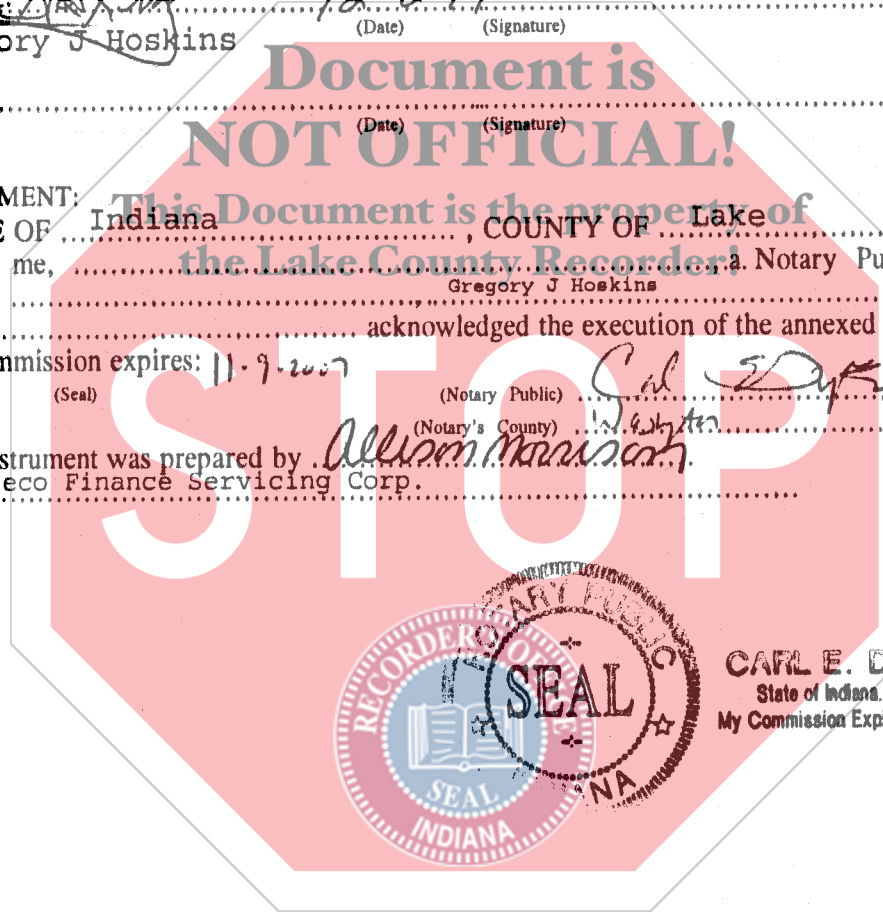 (Date) (Signature)
ory J Hoskins
Document is
(Date) (Signature)
NOT OFFICIAL!
MENT:
This Document is the property of
E OF Indiana, COUNTY OF Lake
the Lake County Recorder!
me, , a Notary Pu
Gregory J Hoskins
acknowledged the execution of the annexed
mmission expires: 11-9-2007
(Seal) (Notary Public)
(Notary's County)
strument was prepared by Allison Morrison
eco Finance Servicing Corp.
STOP
NOTARY PUBLIC
SEAL
INDIANA
RECORDER'S OFFICE
SEAL
INDIANA
CARL E. D
State of Indiana,
My Commission Exp